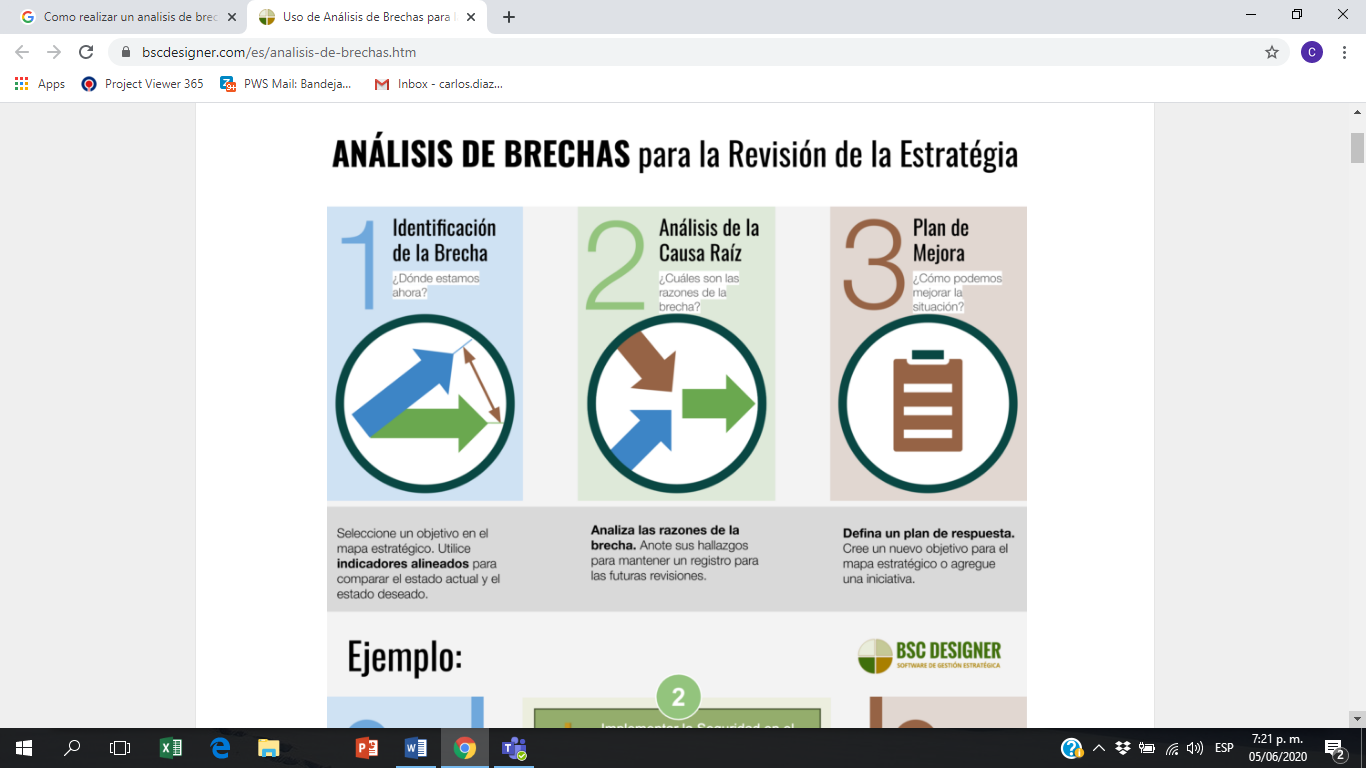 Como realizar un analisis de brec
Uso de Análisis de Brechas para l
bscdesigner.com/es/analisis-de-brechas.htm
C
Apps
Project Viewer 365
PWS Mail: Bandeja...
Inbox - carlos.diaz...
ANÁLISIS DE BRECHAS para la Revisión de la Estratégia
1
Identificación
de la Brecha
¿Dónde estamos
ahora?
2
Análisis de la
Causa Raíz
¿Cuáles son las
razones de la
brecha?
3
Plan de
Mejora
¿Cómo podemos
mejorar la
situación?
Seleccione un objetivo en el
mapa estratégico. Utilice
indicadores alineados para
comparar el estado actual y el
estado deseado.
Analiza las razones de la
brecha. Anote sus hallazgos
para mantener un registro para
las futuras revisiones.
Defina un plan de respuesta.
Cree un nuevo objetivo para el
mapa estratégico o agregue
una iniciativa.
Ejemplo:
BSC DESIGNER
SOFTWARE DE GESTIÓN ESTRATÉGICA
2
Implementar la Seguridad en el
ESP
7:21 p. m.
05/06/2020
2